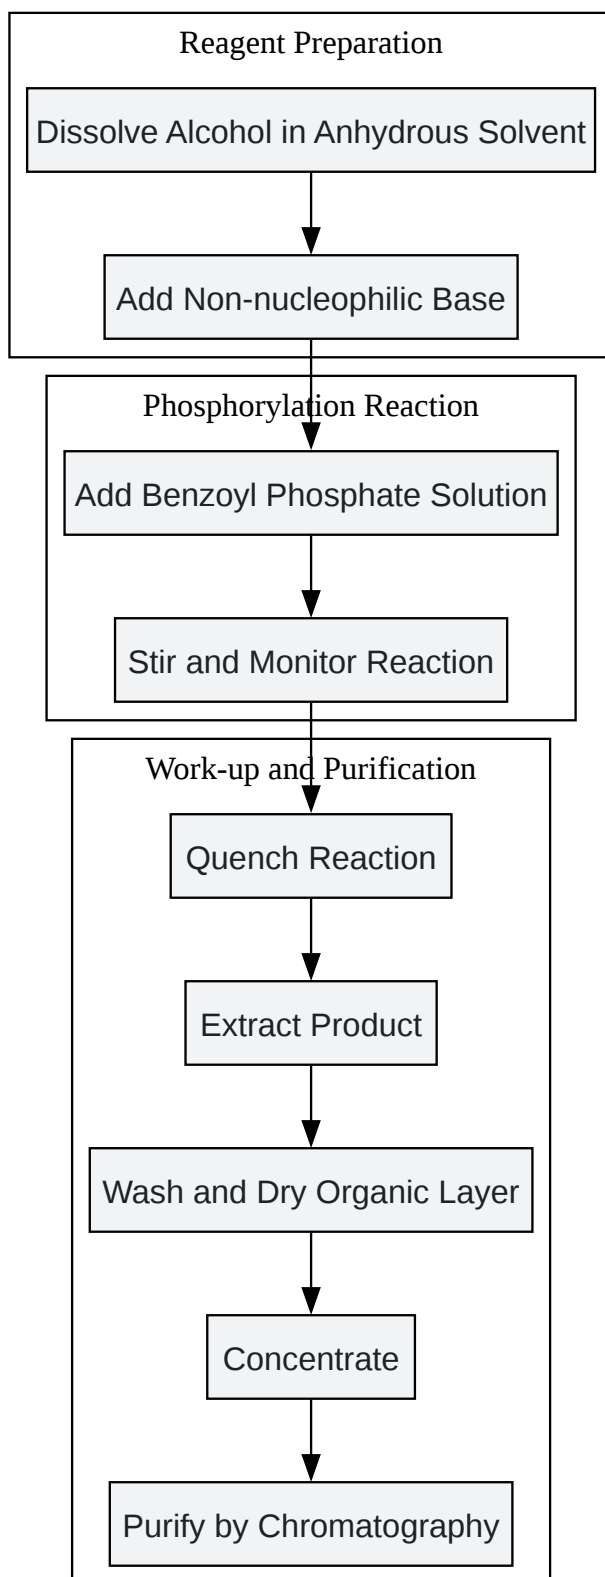 Reagent Preparation
Dissolve Alcohol in Anhydrous Solvent
Add Non-nucleophilic Base
Phosphorylation Reaction
Add Benzoyl Phosphate Solution
Stir and Monitor Reaction
Work-up and Purification
Quench Reaction
Extract Product
Wash and Dry Organic Layer
Concentrate
Purify by Chromatography